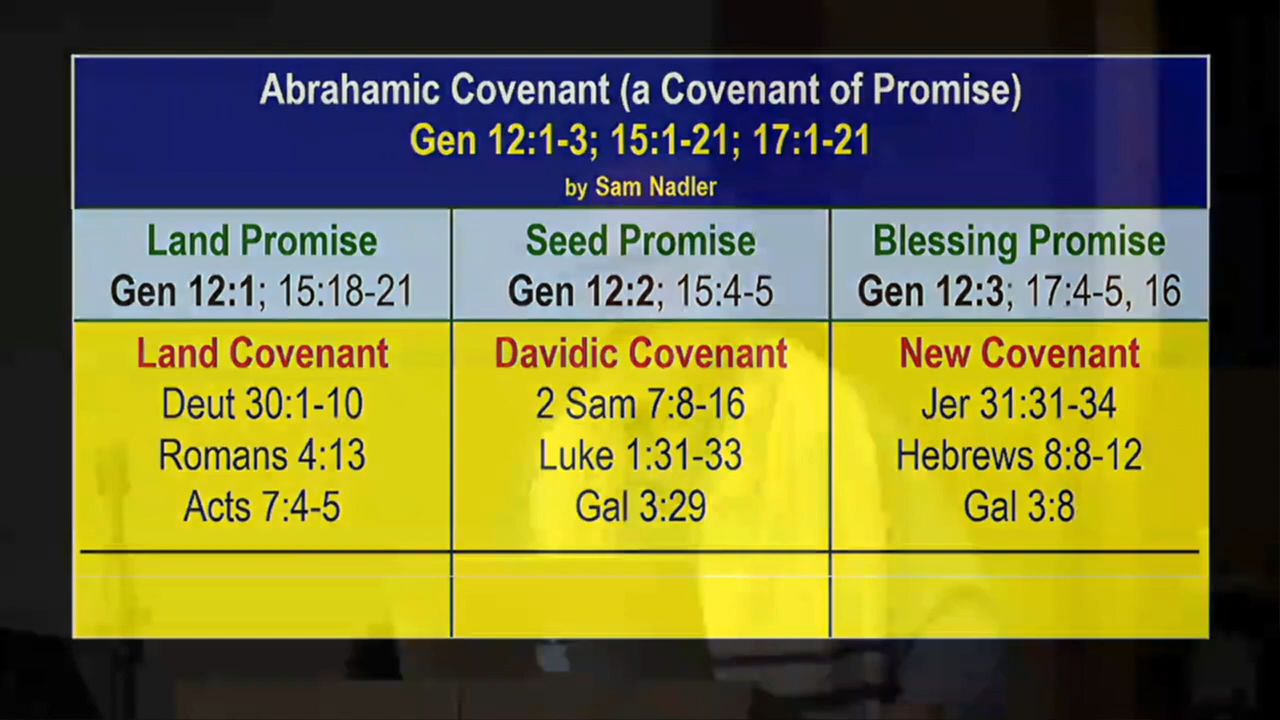 Abrahamic Covenant (a Covenant of Promise)
Gen 12:1-3; 15:1-21; 17:1-21
by Sam Nadler
Land Promise
Gen 12:1; 15:18-21
Seed Promise
Gen 12:2; 15:4-5
Blessing Promise
Gen 12:3; 17:4-5, 16
Land Covenant
Deut 30:1-10
Romans 4:13
Acts 7:4-5
Davidic Covenant
2 Sam 7:8-16
Luke 1:31-33
Gal 3:29
New Covenant
Jer 31:31-34
Hebrews 8:8-12
Gal 3:8